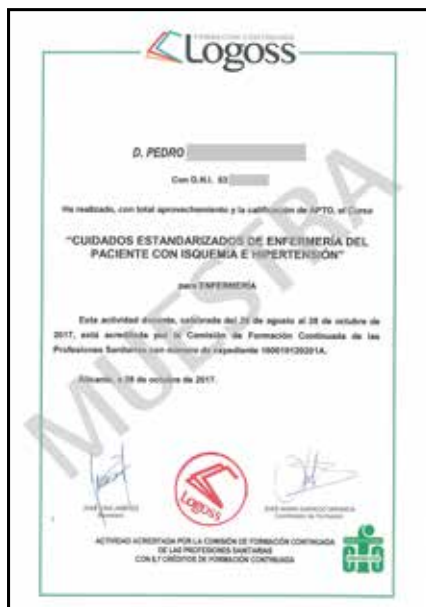 FORMACIÓN CONTINUADA
Logoss
D. PEDRO
Con D.N.I. 53
Ha realizado, con total aprovechamiento y la calificación de APTO, el Curso
"CUIDADOS ESTANDARIZADOS DE ENFERMERÍA DEL
PACIENTE CON ISQUEMIA E HIPERTENSIÓN"
para ENFERMERÍA
Esta actividad docente, celebrada del 28 de agosto al 28 de octubre de
2017, está acreditada por la Comisión de Formación Continuada de las
Profesiones Sanitarias con número de expediente
Alicante, a 28 de octubre de 2017.
MUESTRA
LOGOSS
ACTIVIDAD ACREDITADA POR LA COMISIÓN DE FORMACIÓN CONTINUADA
DE LAS PROFESIONES SANITARIAS
CON 6,7 CRÉDITOS DE FORMACIÓN CONTINUADA